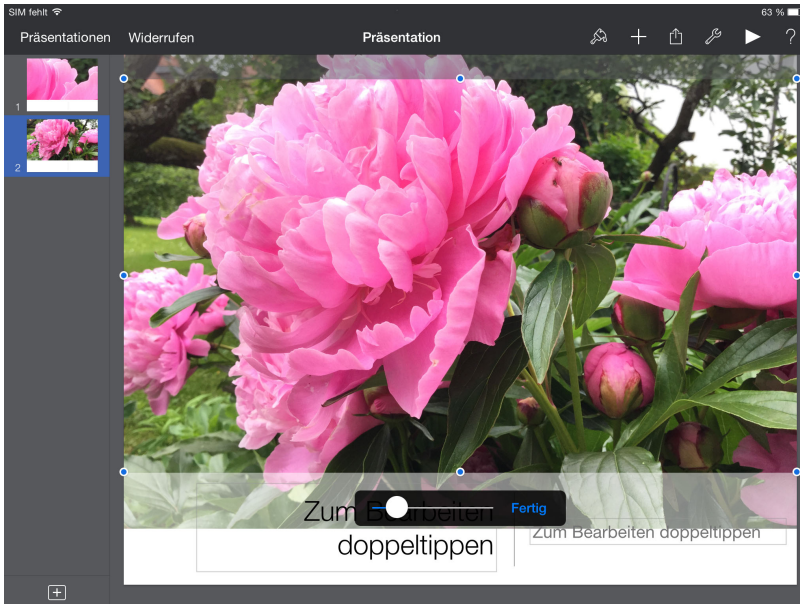 SIM fehlt 63 %
Präsentationen Widerrufen Präsentation ?
1
2
Zum Bearbeiten
doppeltippen
Fertig
Zum Bearbeiten doppeltippen